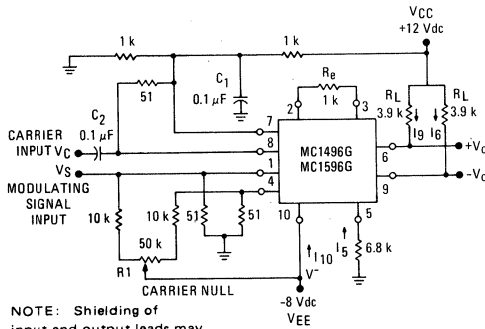 VCC
+12 Vdc
1 k
1 k
51
C1
0.1 µF
Re
1 k
RL
3.9 k
RL
3.9 k
I9
I6
C2
0.1 µF
2
3
7
8
1
4
10
5
6
9
MC1496G
MC1596G
+Vo
-Vo
CARRIER
INPUT VC
VS
MODULATING
SIGNAL
INPUT
10 k
10 k
51
51
50 k
R1
CARRIER NULL
I10
V-
I5
6.8 k
-8 Vdc
VEE
NOTE: Shielding of
input and output leads may